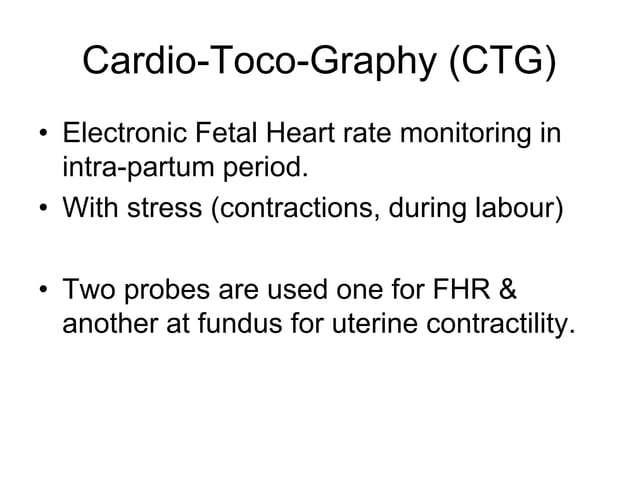 Cardio-Toco-Graphy (CTG)
• Electronic Fetal Heart rate monitoring in
intra-partum period.
• With stress (contractions, during labour)
• Two probes are used one for FHR &
another at fundus for uterine contractility.